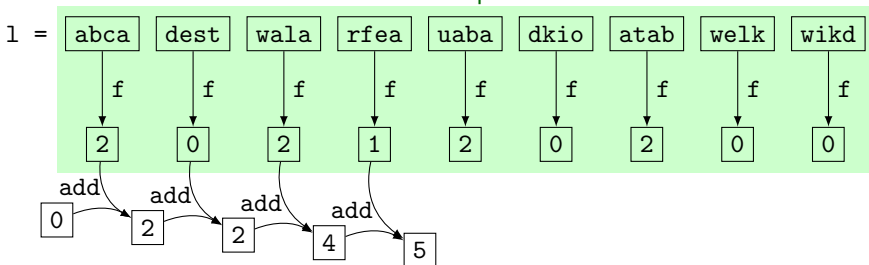 l = abca dest wala rfea uaba dkio atab welk wikd
f f f f f f f f f
2 0 2 1 2 0 2 0 0
add add add add
0 2 2 4 5